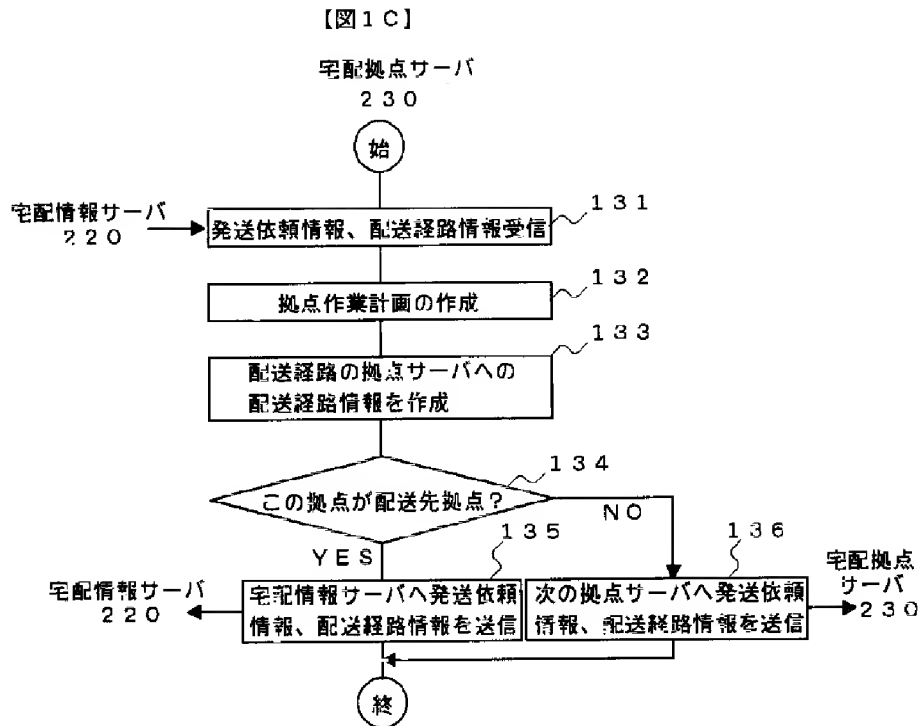 【図１Ｃ】
宅配拠点サーバ
２３０
始
宅配情報サーバ
２２０
１３１
発送依頼情報、配送経路情報受信
１３２
拠点作業計画の作成
１３３
配送経路の拠点サーバへの
配送経路情報を作成
１３４
この拠点が配送先拠点？
ＮＯ
ＹＥＳ
１３５
１３６
宅配情報サーバ
２２０
宅配情報サーバへ発送依頼
情報、配送経路情報を送信
次の拠点サーバへ発送依頼
情報、配送経路情報を送信
宅配拠点
サーバ
２３０
終